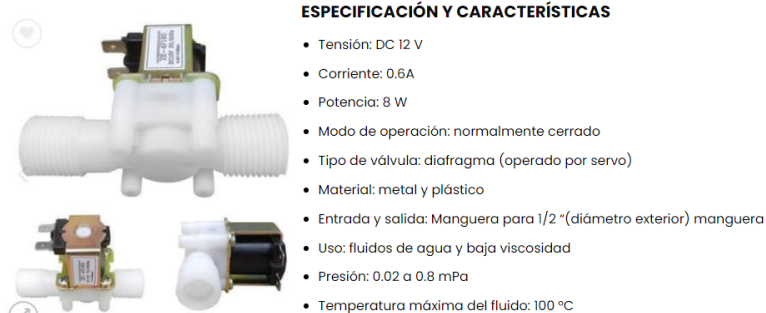 ESPECIFICACIÓN Y CARACTERÍSTICAS
Tensión: DC 12 V
Corriente: 0.6A
Potencia: 8 W
Modo de operación: normalmente cerrado
Tipo de válvula: diafragma (operado por servo)
Material: metal y plástico
Entrada y salida: Manguera para 1/2 “(diámetro exterior) manguera
Uso: fluidos de agua y baja viscosidad
Presión: 0.02 a 0.8 mPa
Temperatura máxima del fluido: 100 ºC